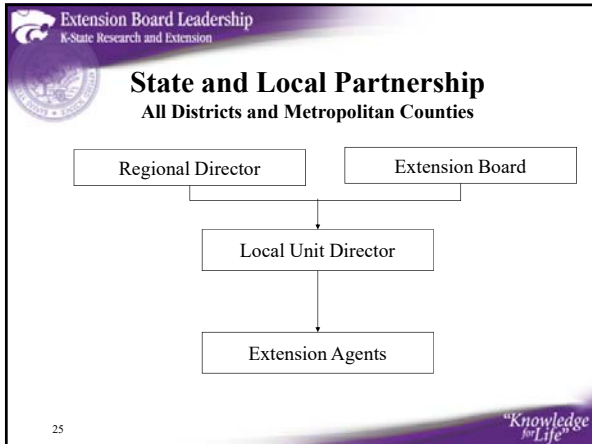 Extension Board Leadership
K-State Research and Extension
State and Local Partnership
All Districts and Metropolitan Counties
Regional Director
Extension Board
Local Unit Director
Extension Agents
25
"Knowledge
for Life"